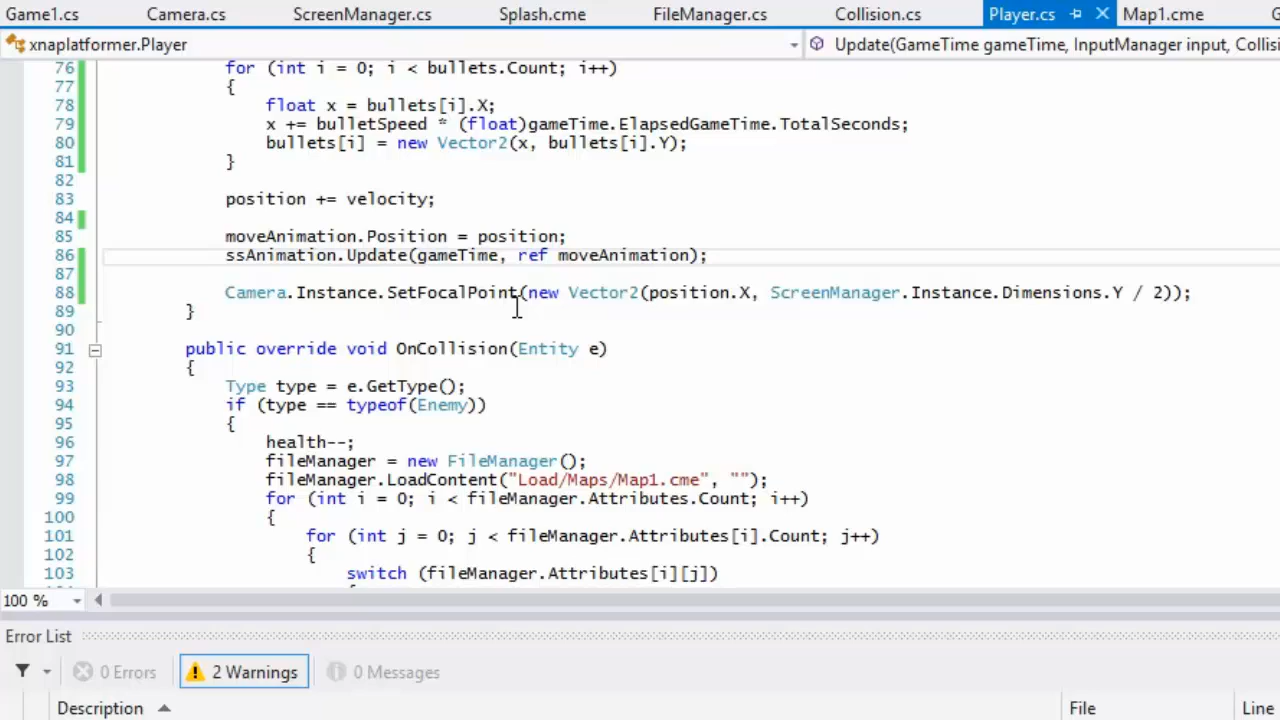 Game1.cs Camera.cs ScreenManager.cs Splash.cme FileManager.cs Collision.cs Player.cs Map1.cme
xnaplatformer.Player Update(GameTime gameTime, InputManager input, Collisi
76 for (int i = 0; i < bullets.Count; i++)
77 {
78 float x = bullets[i].X;
79 x += bulletSpeed * (float)gameTime.ElapsedGameTime.TotalSeconds;
80 bullets[i] = new Vector2(x, bullets[i].Y);
81 }
82
83 position += velocity;
84
85 moveAnimation.Position = position;
86 ssAnimation.Update(gameTime, ref moveAnimation);
87
88 Camera.Instance.SetFocalPoint(new Vector2(position.X, ScreenManager.Instance.Dimensions.Y / 2));
89 }
90
91 public override void OnCollision(Entity e)
92 {
93 Type type = e.GetType();
94 if (type == typeof(Enemy))
95 {
96 health--;
97 fileManager = new FileManager();
98 fileManager.LoadContent("Load/Maps/Map1.cme", "");
99 for (int i = 0; i < fileManager.Attributes.Count; i++)
100 {
101 for (int j = 0; j < fileManager.Attributes[i].Count; j++)
102 {
103 switch (fileManager.Attributes[i][j])
100 %
Error List
0 Errors 2 Warnings 0 Messages
Description File Line